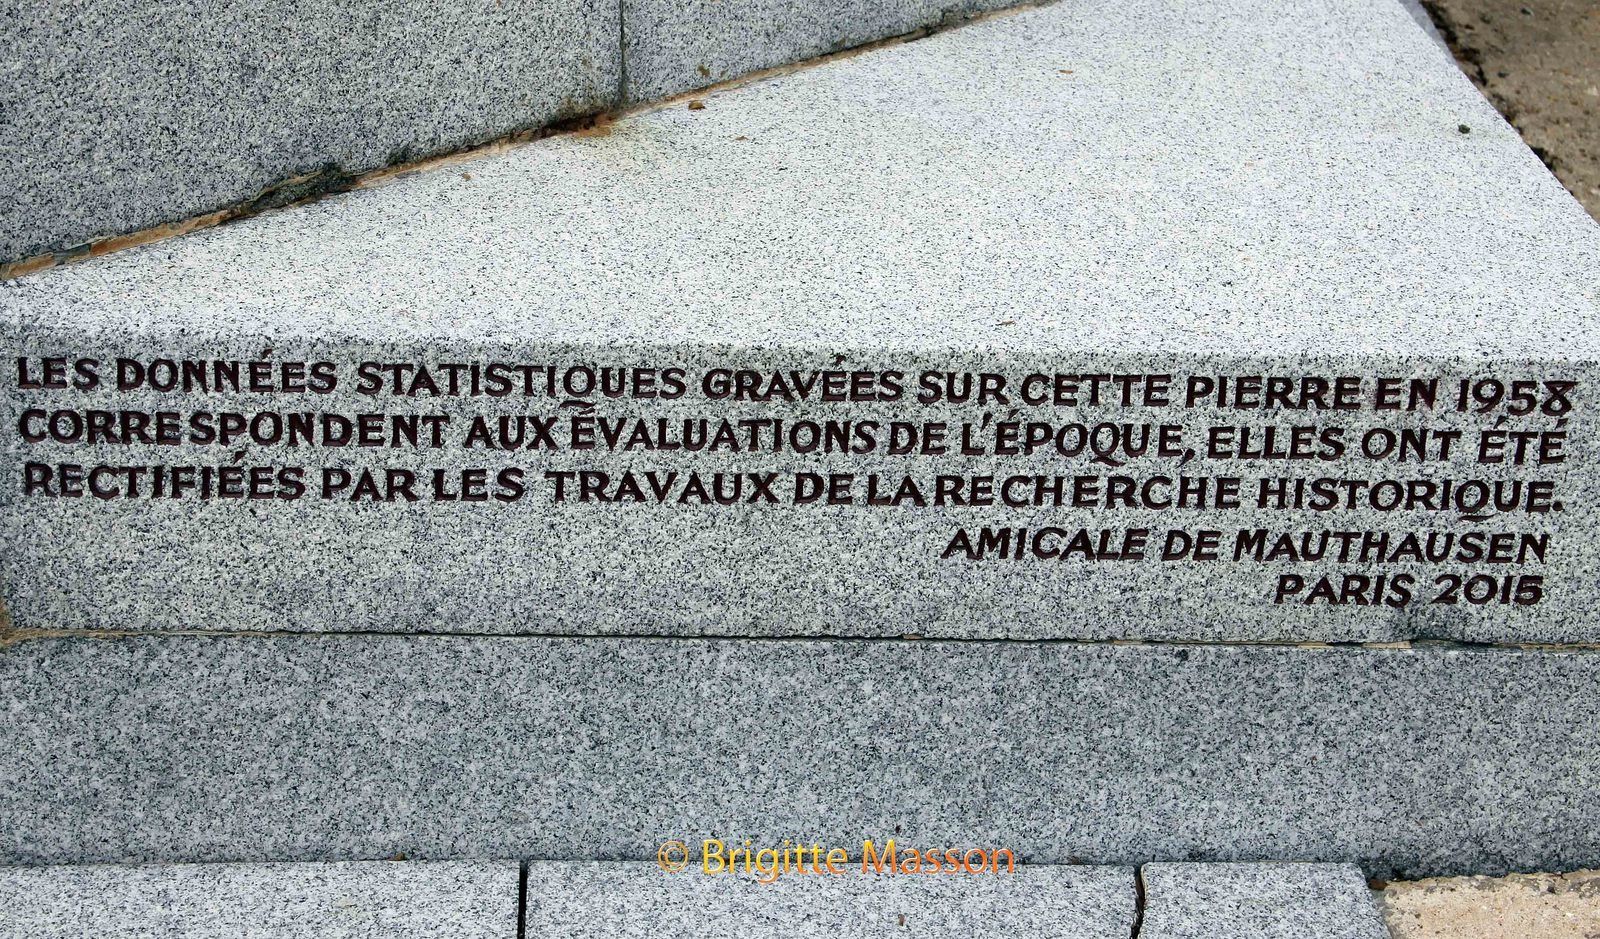 LES DONNÉES STATISTIQUES GRAVÉES SUR CETTE PIERRE EN 1958
CORRESPONDENT AUX ÉVALUATIONS DE L'ÉPOQUE, ELLES ONT ÉTÉ
RECTIFIÉES PAR LES TRAVAUX DE LA RECHERCHE HISTORIQUE.
AMICALE DE MAUTHAUSEN
PARIS 2015
© Brigitte Masson